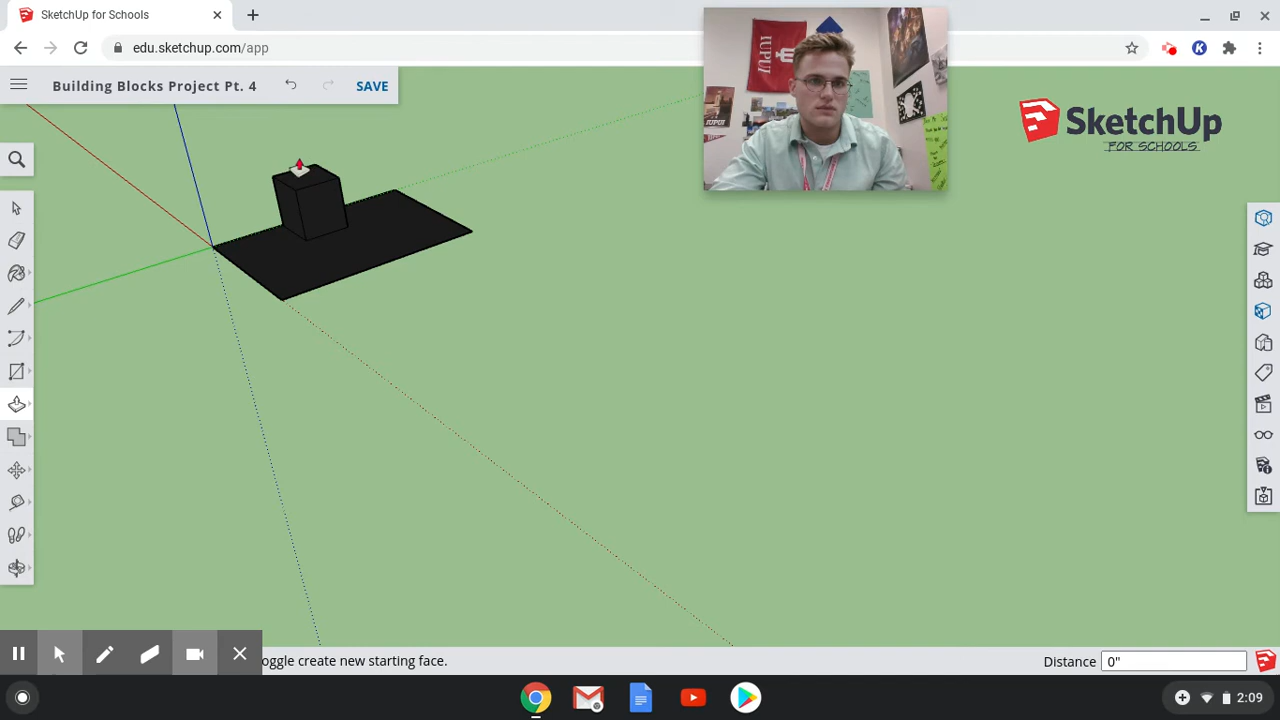 SketchUp for Schools
edu.sketchup.com/app
Building Blocks Project Pt. 4
SAVE
IUPUI
SketchUp
FOR SCHOOLS
oggle create new starting face.
Distance
0"
2:09